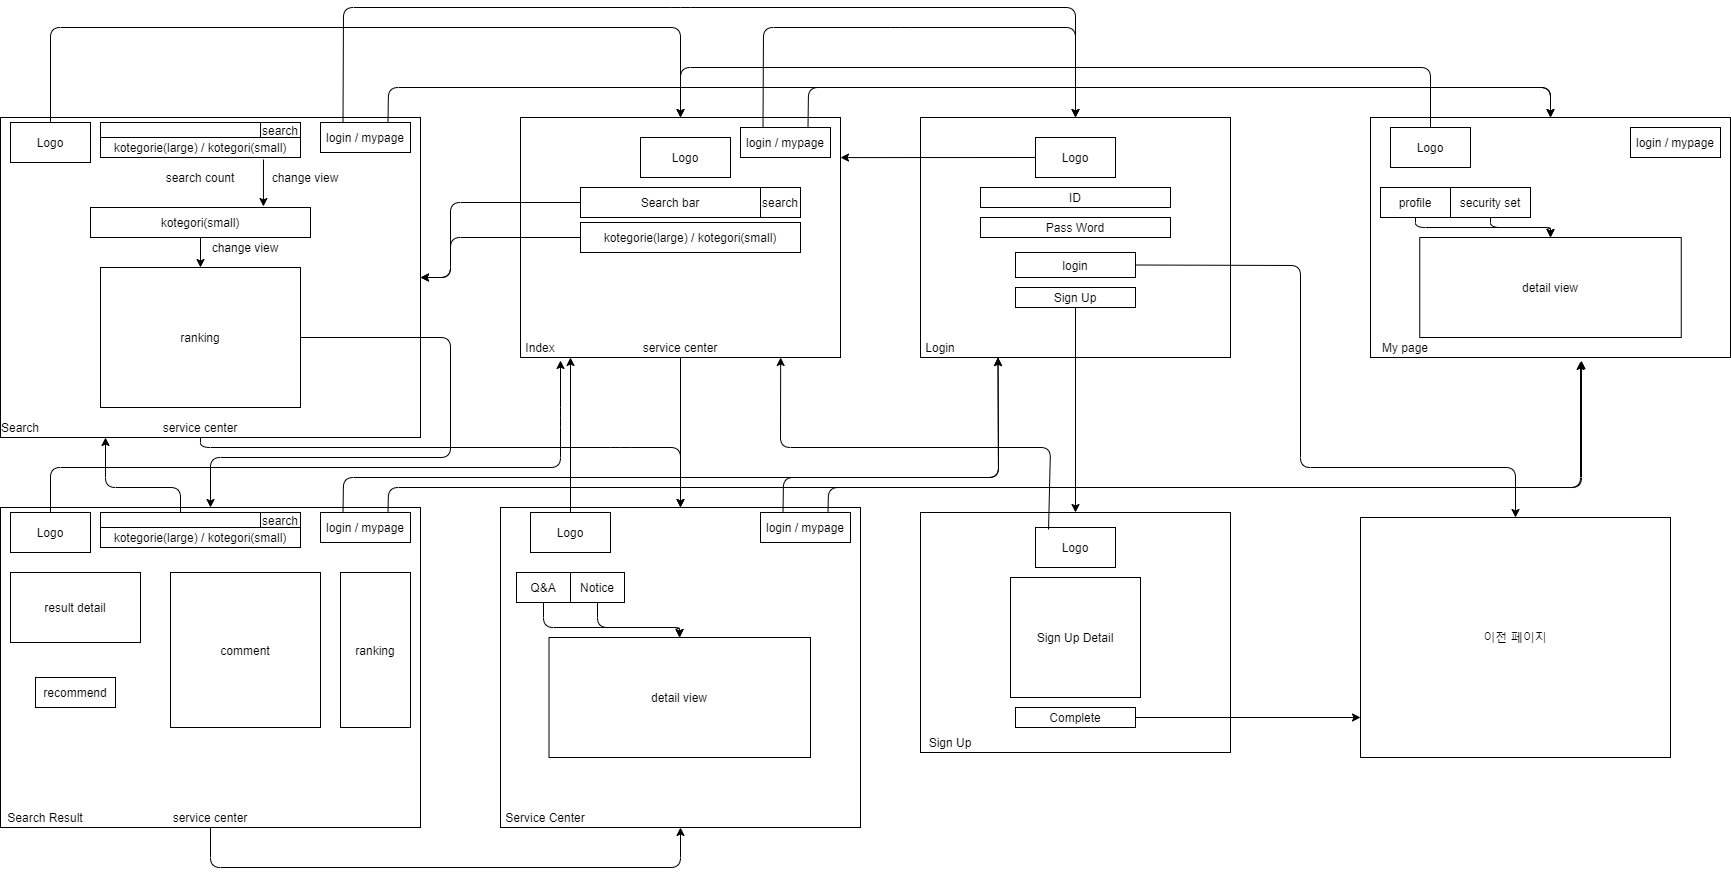 Logo
search
kotegorie(large) / kotegori(small)
login / mypage
search count
change view
kotegori(small)
change view
ranking
Search
service center
Logo
login / mypage
Search bar
search
kotegorie(large) / kotegori(small)
Index
service center
Logo
ID
Pass Word
login
Sign Up
Login
Logo
login / mypage
profile
security set
detail view
My page
Logo
search
kotegorie(large) / kotegori(small)
login / mypage
result detail
comment
ranking
recommend
Search Result
service center
Logo
login / mypage
Q&A
Notice
detail view
Service Center
Logo
Sign Up Detail
Complete
Sign Up
이전 페이지